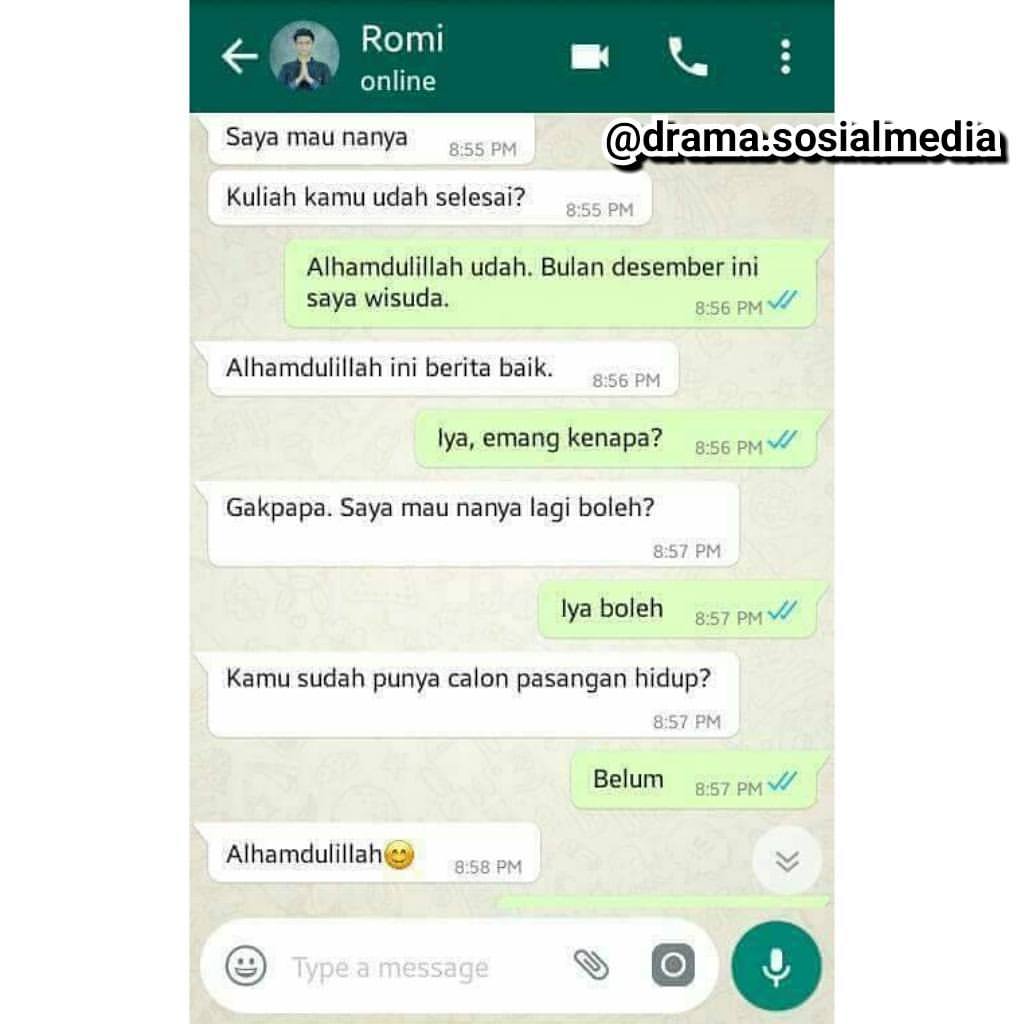 Romi
online
@drama.sosialmedia
Saya mau nanya 8:55 PM
Kuliah kamu udah selesai? 8:55 PM
Alhamdulillah udah. Bulan desember ini
saya wisuda. 8:56 PM
Alhamdulillah ini berita baik. 8:56 PM
Iya, emang kenapa? 8:56 PM
Gakpapa. Saya mau nanya lagi boleh?
8:57 PM
Iya boleh 8:57 PM
Kamu sudah punya calon pasangan hidup?
8:57 PM
Belum 8:57 PM
Alhamdulillah😊 8:58 PM
Type a message